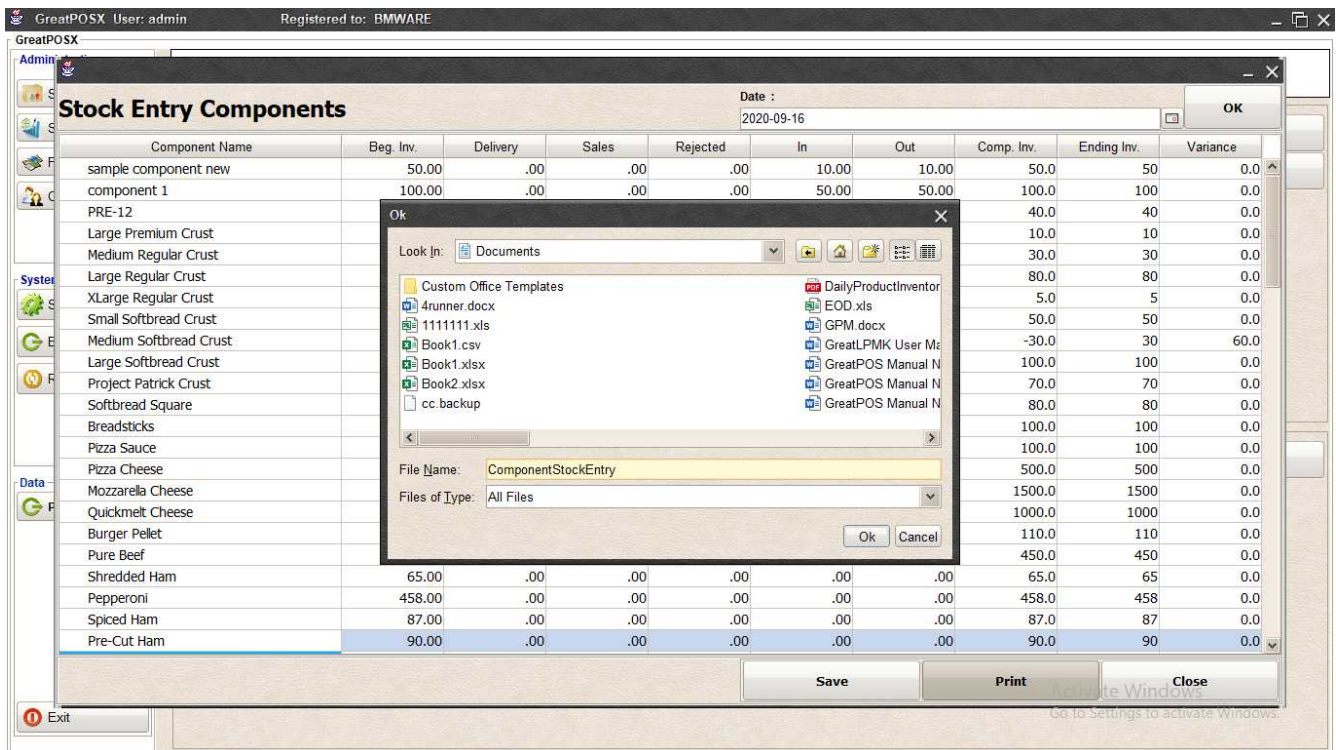 GreatPOSX User: admin Registered to: BMWARE
GreatPOSX
Stock Entry Components
Date :
2020-09-16
OK
Component Name Beg. Inv. Delivery Sales Rejected In Out Comp. Inv. Ending Inv. Variance
sample component new 50.00 .00 .00 .00 10.00 10.00 50.0 50 0.0
component 1 100.00 .00 .00 .00 50.00 50.00 100.0 100 0.0
PRE-12 40.0 40 0.0
Large Premium Crust 10.0 10 0.0
Medium Regular Crust 30.0 30 0.0
Large Regular Crust 80.0 80 0.0
XLarge Regular Crust 5.0 5 0.0
Small Softbread Crust 50.0 50 0.0
Medium Softbread Crust -30.0 30 60.0
Large Softbread Crust 100.0 100 0.0
Project Patrick Crust 70.0 70 0.0
Softbread Square 80.0 80 0.0
Breadsticks 100.0 100 0.0
Pizza Sauce 100.0 100 0.0
Pizza Cheese 500.0 500 0.0
Mozzarella Cheese 1500.0 1500 0.0
Quickmelt Cheese 1000.0 1000 0.0
Burger Pellet 110.0 110 0.0
Pure Beef 450.0 450 0.0
Shredded Ham 65.00 .00 .00 .00 .00 .00 65.0 65 0.0
Pepperoni 458.00 .00 .00 .00 .00 .00 458.0 458 0.0
Spiced Ham 87.00 .00 .00 .00 .00 .00 87.0 87 0.0
Pre-Cut Ham 90.00 .00 .00 .00 .00 .00 90.0 90 0.0
Ok
Look In: Documents
Custom Office Templates
4runner.docx
1111111.xls
Book1.csv
Book1.xlsx
Book2.xlsx
cc.backup
DailyProductInventor
EOD.xls
GPM.docx
GreatLPMK User Ma
GreatPOS Manual N
GreatPOS Manual N
GreatPOS Manual N
File Name: ComponentStockEntry
Files of Type: All Files
Ok Cancel
Save Print Close
Activate Windows
Go to Settings to activate Windows.
Admin
System
Data
Exit